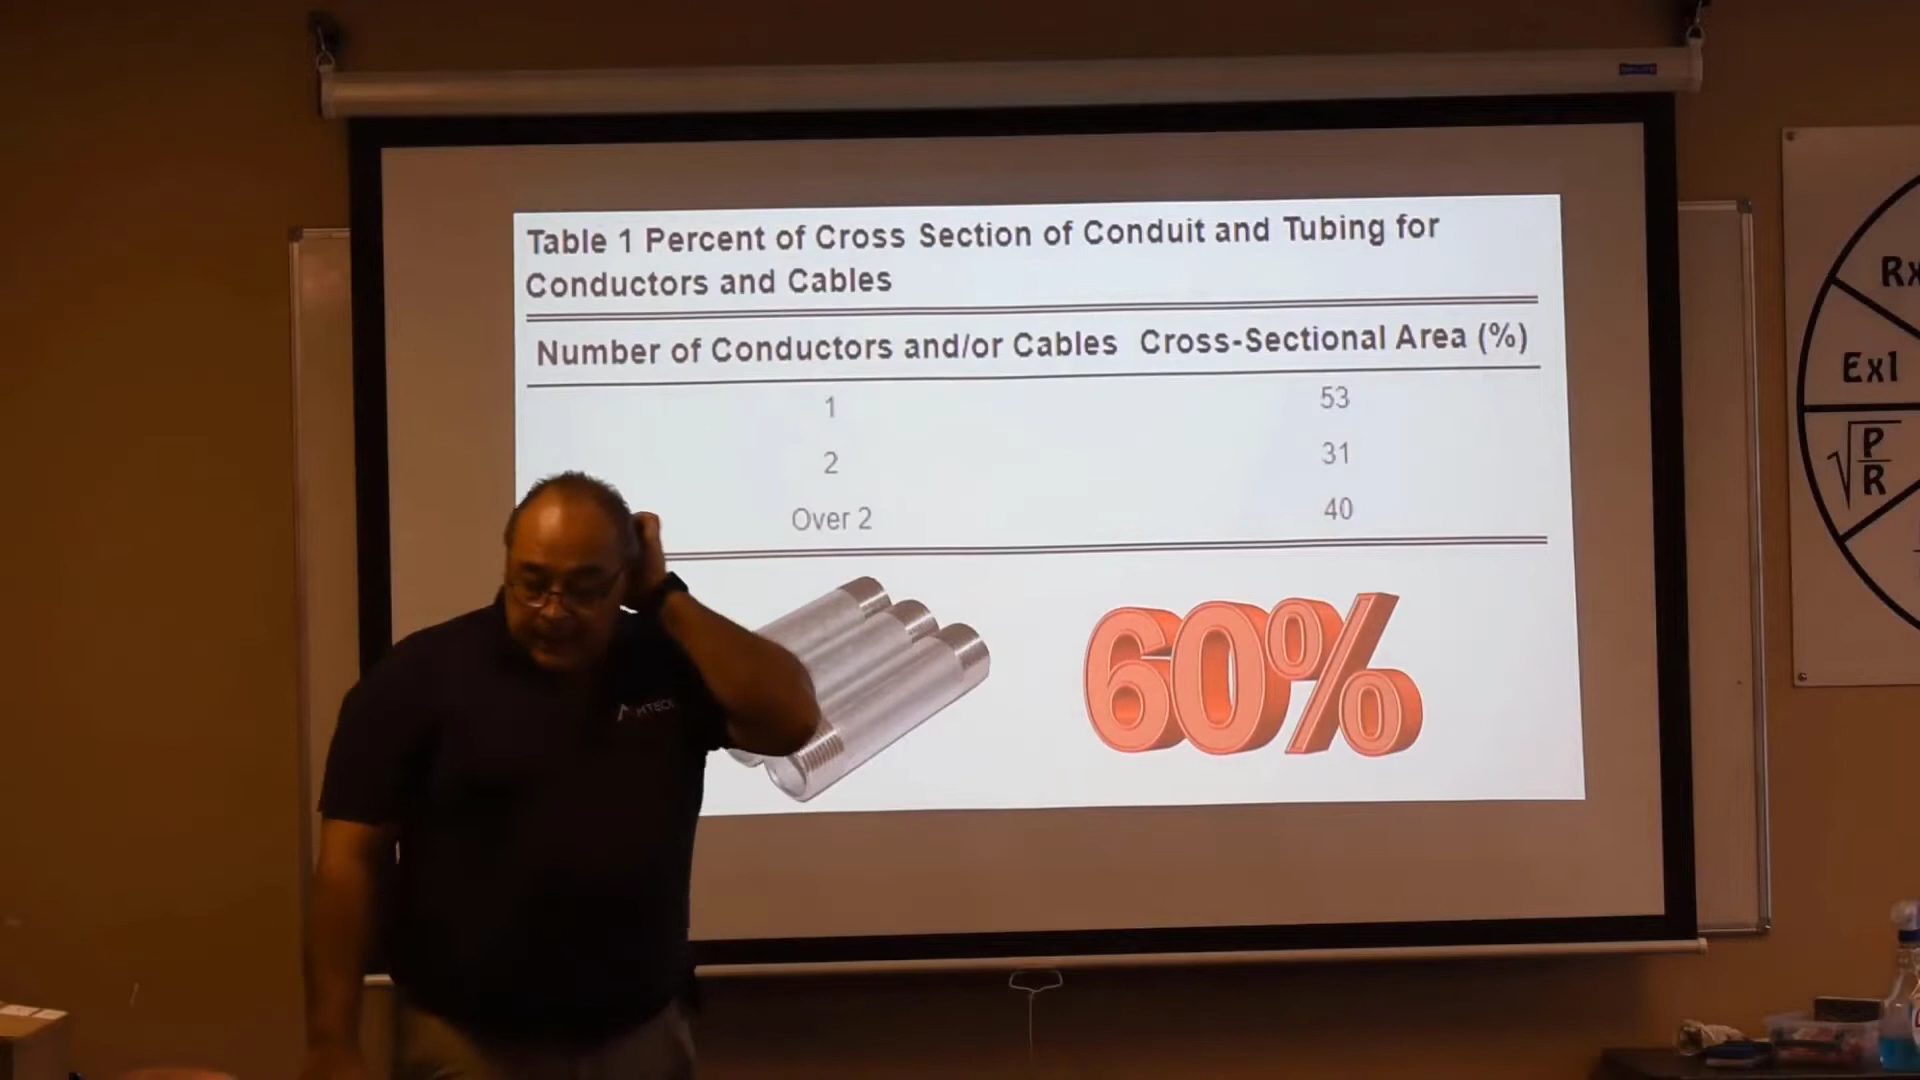 Table 1 Percent of Cross Section of Conduit and Tubing for
Conductors and Cables
Number of Conductors and/or Cables Cross-Sectional Area (%)
1 53
2 31
Over 2 40
60%
Rx
ExI
√P/R